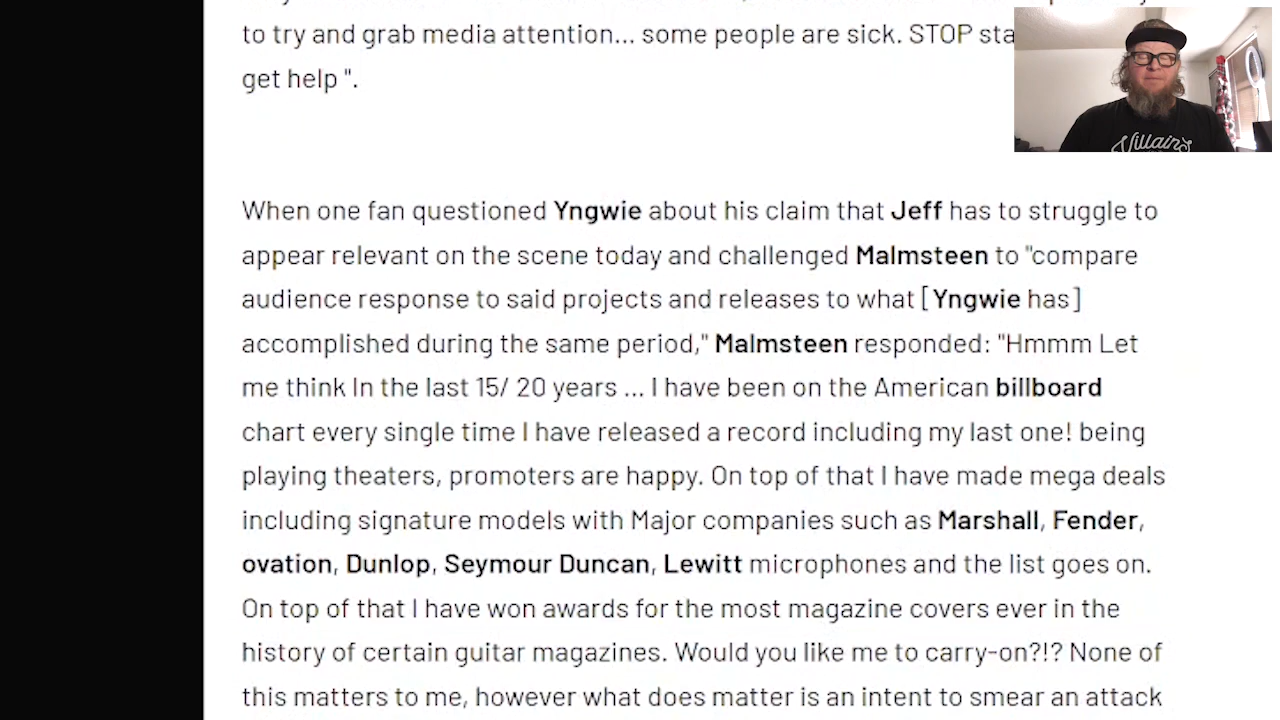 to try and grab media attention... some people are sick. STOP sta
get help ".
Villains
When one fan questioned Yngwie about his claim that Jeff has to struggle to
appear relevant on the scene today and challenged Malmsteen to "compare
audience response to said projects and releases to what [Yngwie has]
accomplished during the same period," Malmsteen responded: "Hmmm Let
me think In the last 15/ 20 years ... I have been on the American billboard
chart every single time I have released a record including my last one! being
playing theaters, promoters are happy. On top of that I have made mega deals
including signature models with Major companies such as Marshall, Fender,
ovation, Dunlop, Seymour Duncan, Lewitt microphones and the list goes on.
On top of that I have won awards for the most magazine covers ever in the
history of certain guitar magazines. Would you like me to carry-on?!? None of
this matters to me, however what does matter is an intent to smear an attack